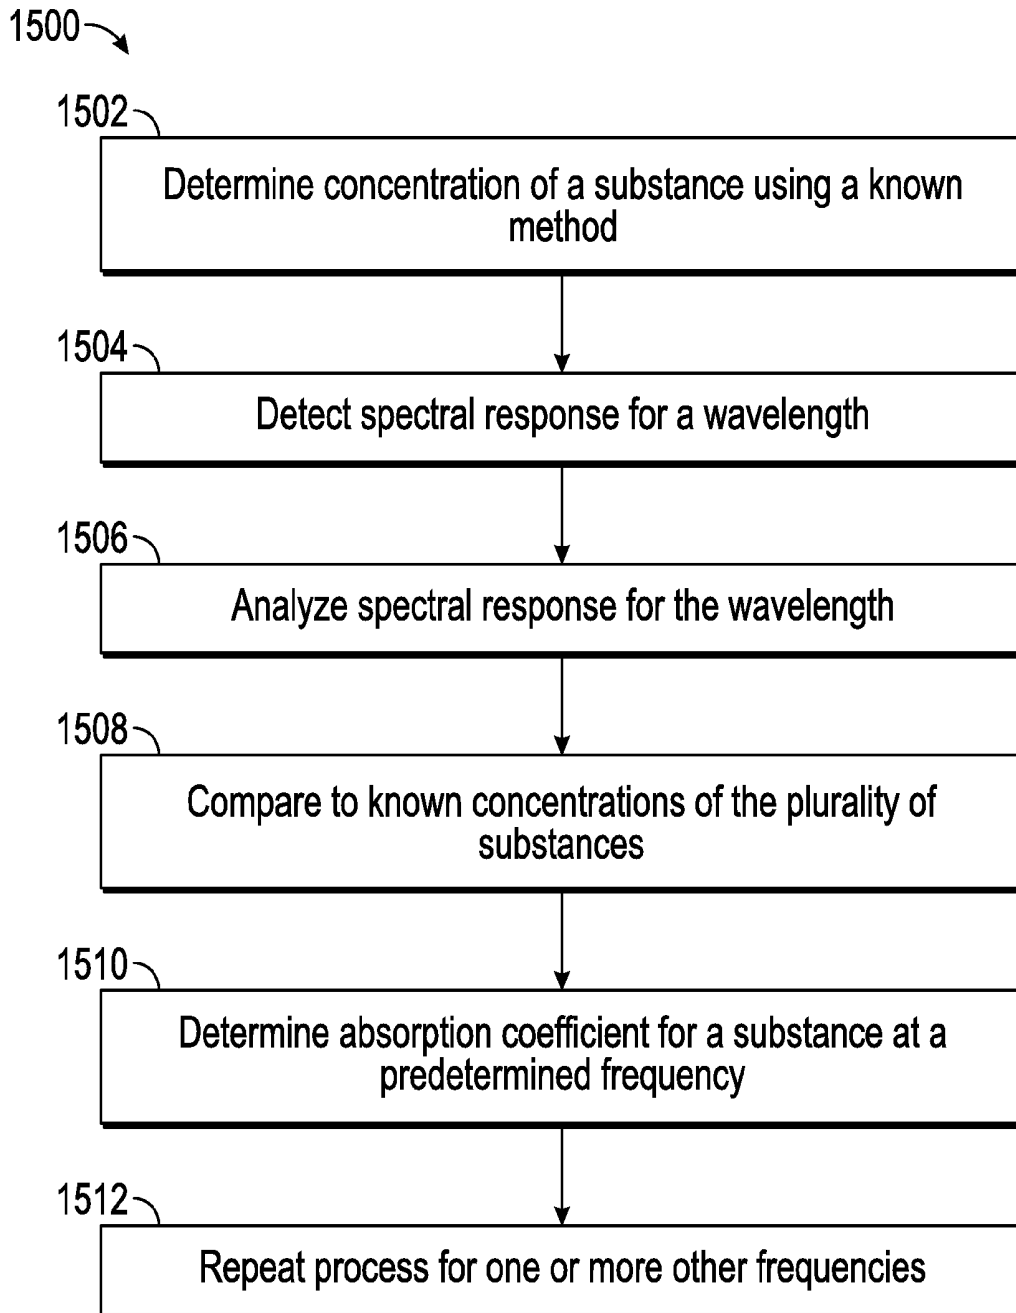 1500
1502
Determine concentration of a substance using a known
method
1504
Detect spectral response for a wavelength
1506
Analyze spectral response for the wavelength
1508
Compare to known concentrations of the plurality of
substances
1510
Determine absorption coefficient for a substance at a
predetermined frequency
1512
Repeat process for one or more other frequencies